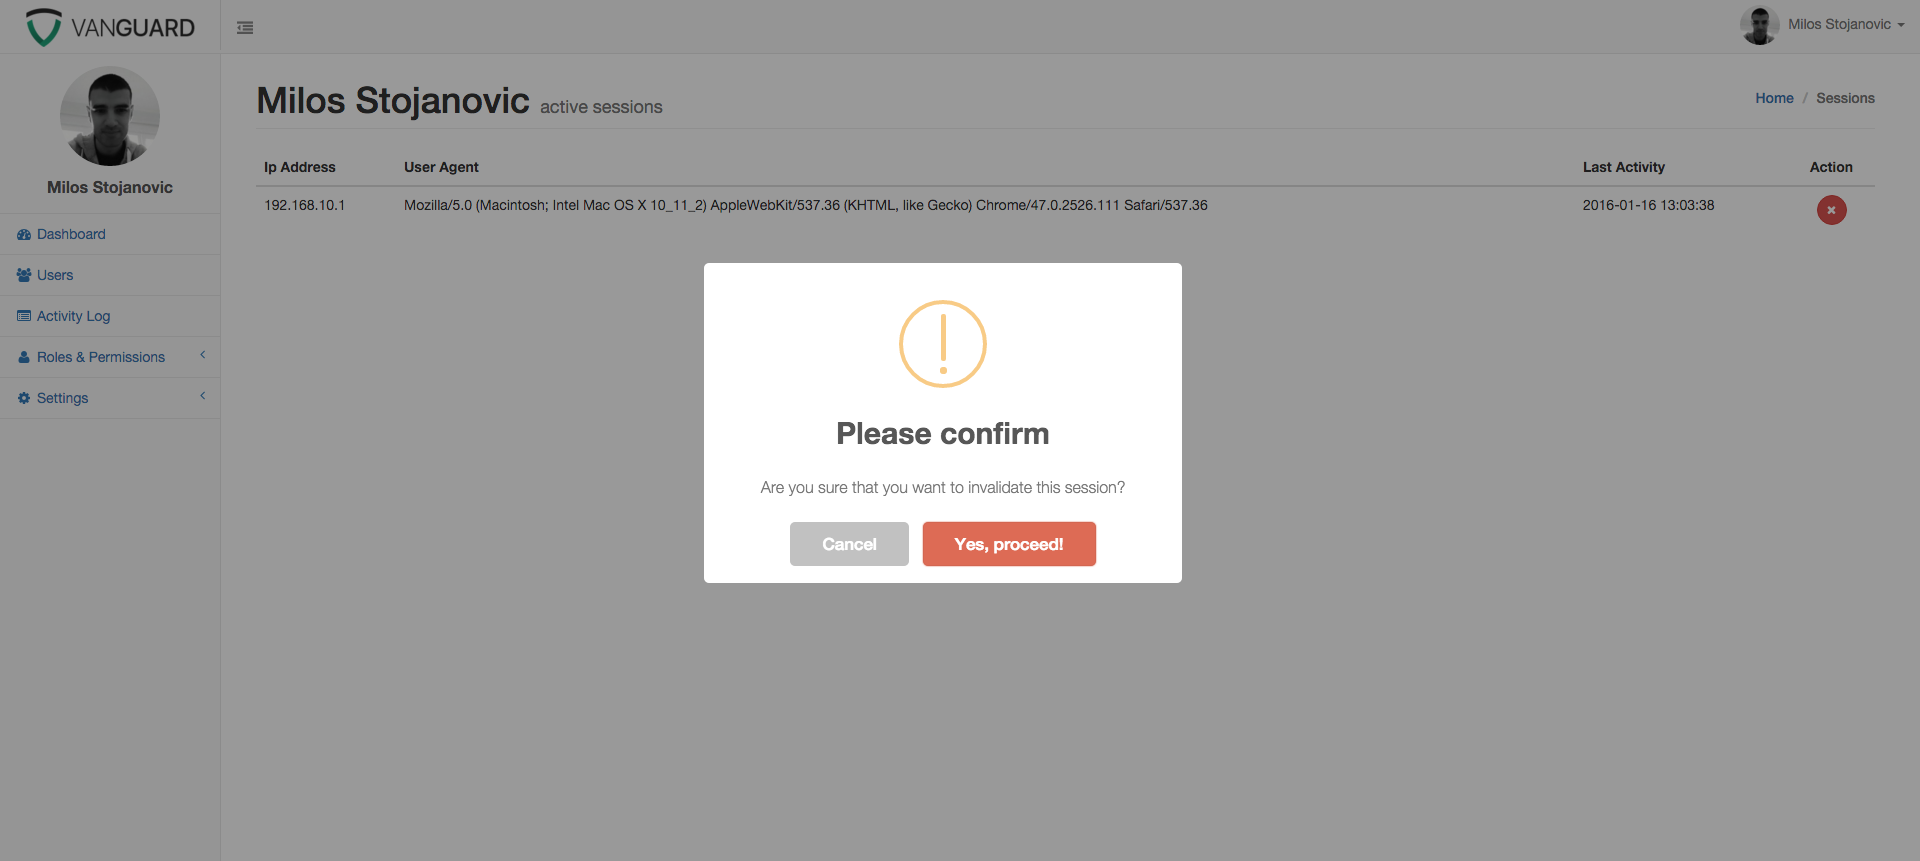 VANGUARD
Milos Stojanovic
Milos Stojanovic
Dashboard
Users
Activity Log
Roles & Permissions
Settings
Milos Stojanovic active sessions
Home / Sessions
Ip Address User Agent Last Activity Action
192.168.10.1 Mozilla/5.0 (Macintosh; Intel Mac OS X 10_11_2) AppleWebKit/537.36 (KHTML, like Gecko) Chrome/47.0.2526.111 Safari/537.36 2016-01-16 13:03:38
Please confirm
Are you sure that you want to invalidate this session?
Cancel Yes, proceed!